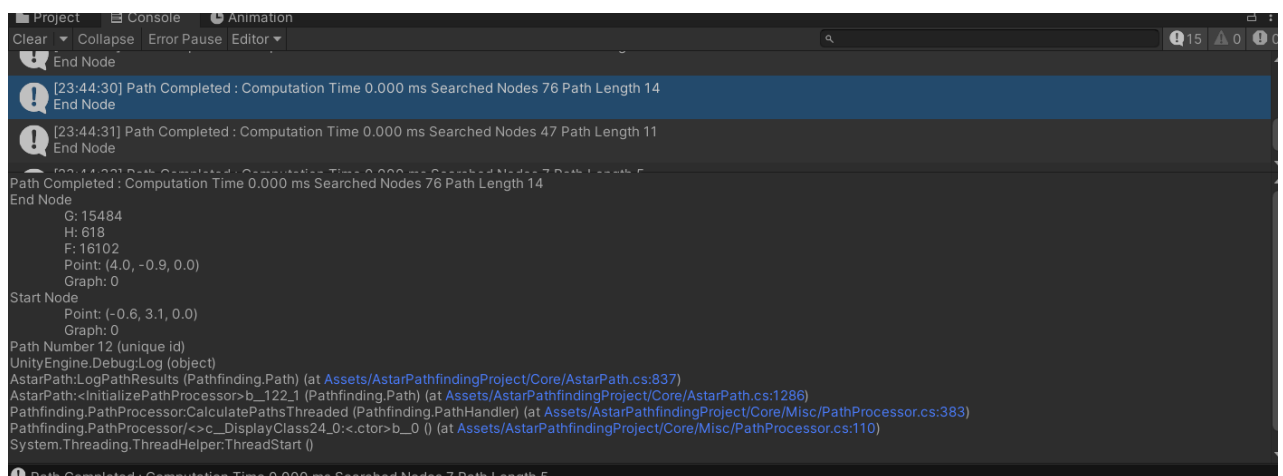 Project Console Animation
Clear Collapse Error Pause Editor 15 0 0
End Node
[23:44:30] Path Completed : Computation Time 0.000 ms Searched Nodes 76 Path Length 14
End Node
[23:44:31] Path Completed : Computation Time 0.000 ms Searched Nodes 47 Path Length 11
End Node
Path Completed : Computation Time 0.000 ms Searched Nodes 76 Path Length 14
End Node
G: 15484
H: 618
F: 16102
Point: (4.0, -0.9, 0.0)
Graph: 0
Start Node
Point: (-0.6, 3.1, 0.0)
Graph: 0
Path Number 12 (unique id)
UnityEngine.Debug:Log (object)
AstarPath:LogPathResults (Pathfinding.Path) (at Assets/AstarPathfindingProject/Core/AstarPath.cs:837)
AstarPath:<InitializePathProcessor>b__122_1 (Pathfinding.Path) (at Assets/AstarPathfindingProject/Core/AstarPath.cs:1286)
Pathfinding.PathProcessor:CalculatePathsThreaded (Pathfinding.PathHandler) (at Assets/AstarPathfindingProject/Core/Misc/PathProcessor.cs:383)
Pathfinding.PathProcessor/<>c__DisplayClass24_0:<.ctor>b__0 () (at Assets/AstarPathfindingProject/Core/Misc/PathProcessor.cs:110)
System.Threading.ThreadHelper:ThreadStart ()
Path Completed : Computation Time 0.000 ms Searched Nodes 7 Path Length 5